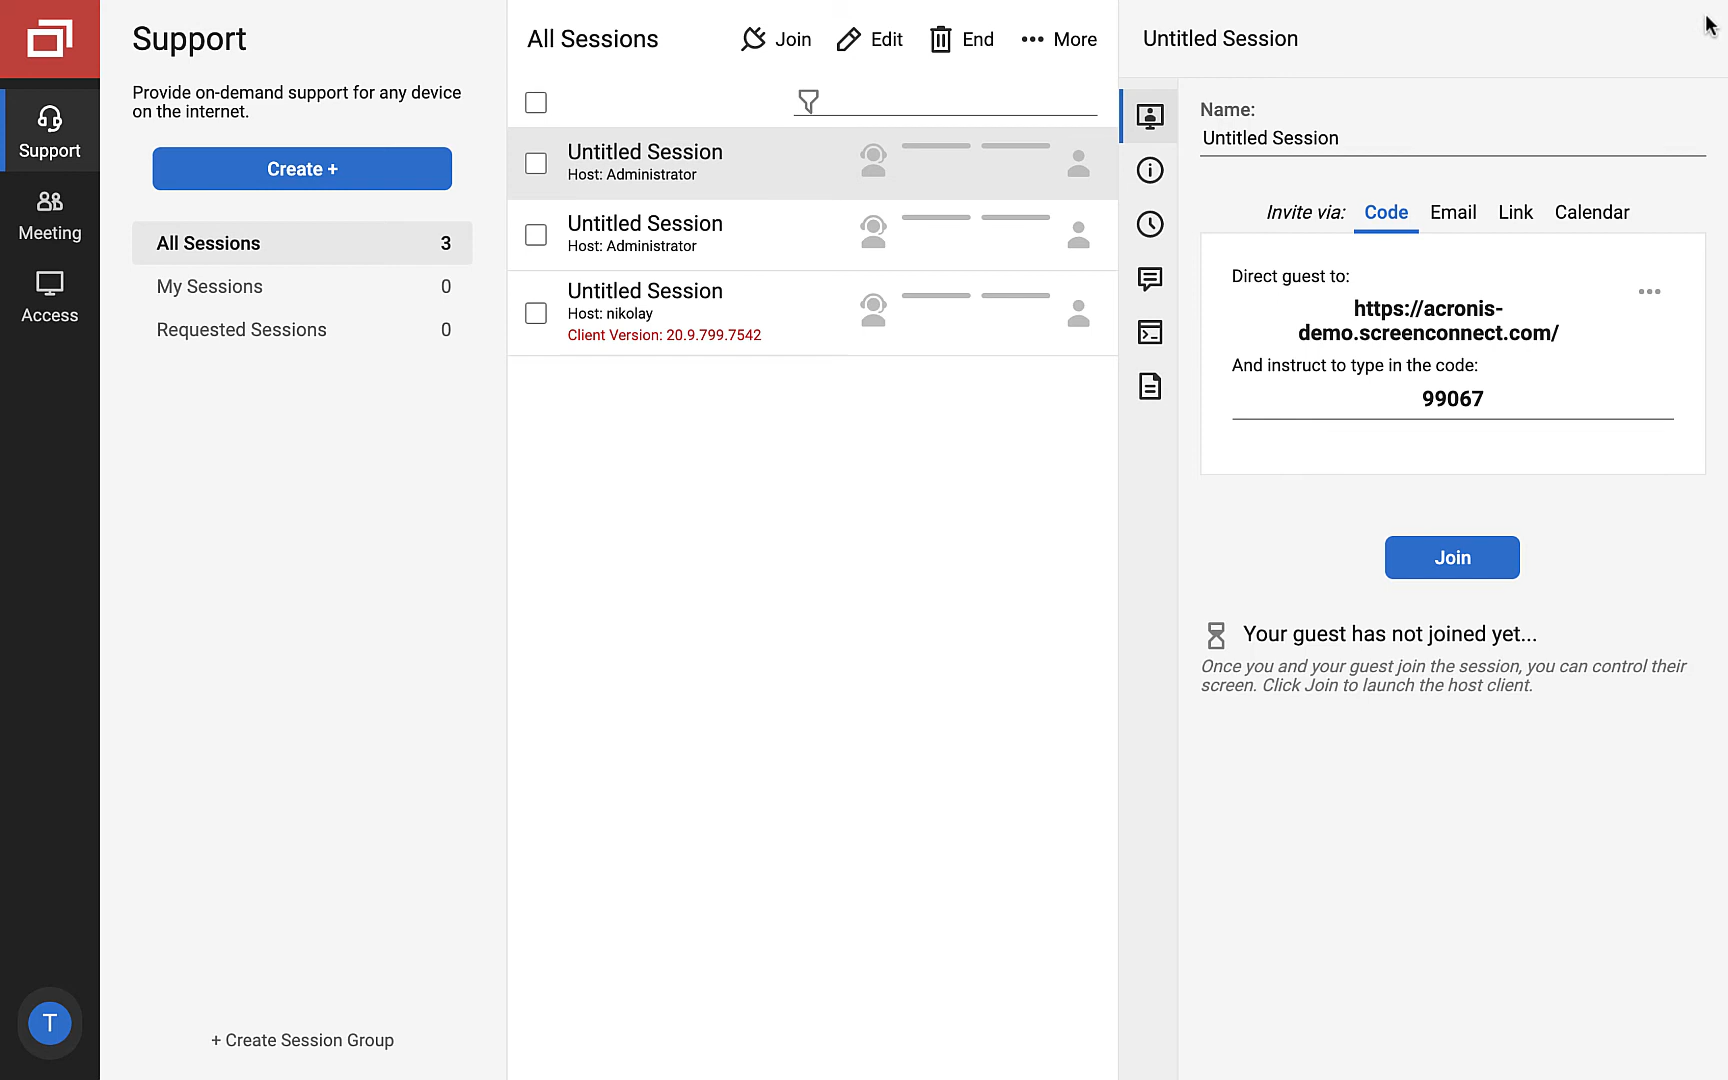 Support
Meeting
Access
T
Support
Provide on-demand support for any device
on the internet.
Create +
All Sessions 3
My Sessions 0
Requested Sessions 0
+ Create Session Group
All Sessions
Join
Edit
End
More
Untitled Session
Host: Administrator
Untitled Session
Host: Administrator
Untitled Session
Host: nikolay
Client Version: 20.9.799.7542
Untitled Session
Name:
Untitled Session
Invite via: Code Email Link Calendar
Direct guest to:
https://acronis-
demo.screenconnect.com/
And instruct to type in the code:
99067
Join
Your guest has not joined yet...
Once you and your guest join the session, you can control their
screen. Click Join to launch the host client.